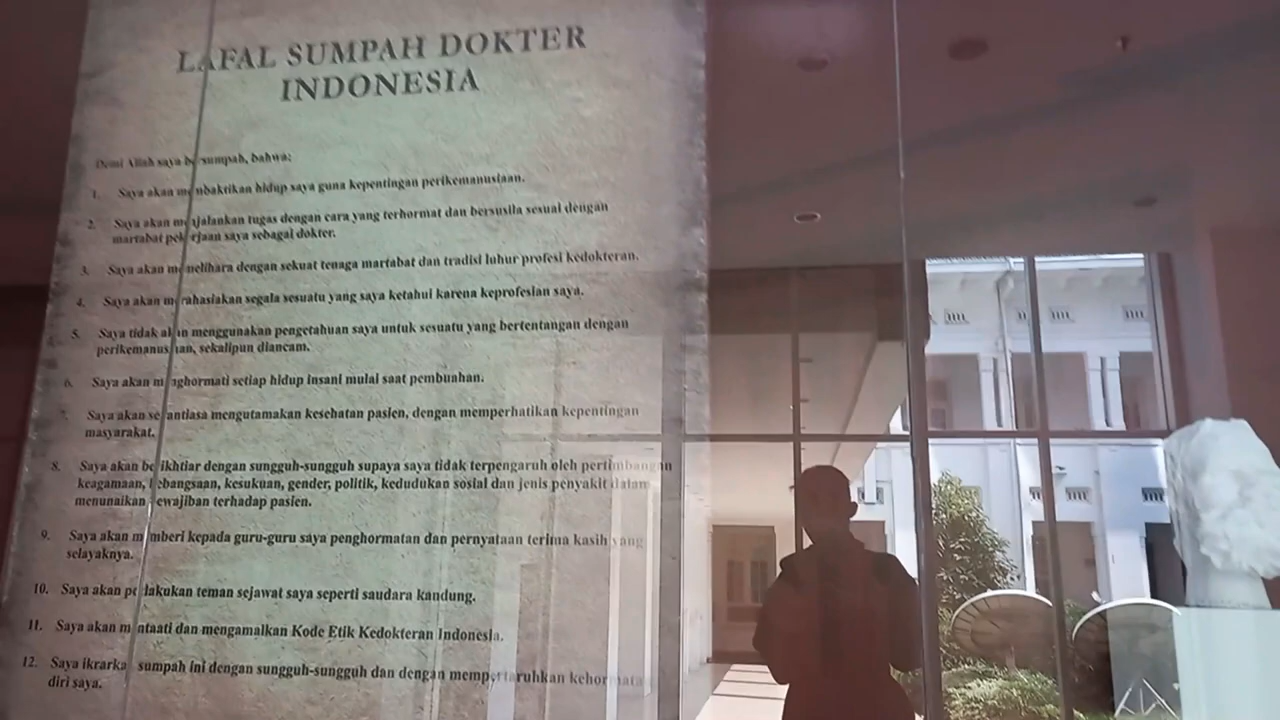 LAFAL SUMPAH DOKTER
INDONESIA
Demi Allah saya bersumpah, bahwa:
1. Saya akan membaktikan hidup saya guna kepentingan perikemanusiaan.
2. Saya akan menjalankan tugas dengan cara yang terhormat dan bersusila sesuai dengan
martabat pekerjaan saya sebagai dokter.
3. Saya akan memelihara dengan sekuat tenaga martabat dan tradisi luhur profesi kedokteran.
4. Saya akan merahasiakan segala sesuatu yang saya ketahui karena keprofesian saya.
5. Saya tidak akan menggunakan pengetahuan saya untuk sesuatu yang bertentangan dengan
perikemanusiaan, sekalipun diancam.
6. Saya akan menghormati setiap hidup insani mulai saat pembuahan.
7. Saya akan senantiasa mengutamakan kesehatan pasien, dengan memperhatikan kepentingan
masyarakat.
8. Saya akan berikhtiar dengan sungguh-sungguh supaya saya tidak terpengaruh oleh pertimbangan
keagamaan, kebangsaan, kesukuan, gender, politik, kedudukan sosial dan jenis penyakit dalam
menunaikan kewajiban terhadap pasien.
9. Saya akan memberi kepada guru-guru saya penghormatan dan pernyataan terima kasih yang
selayaknya.
10. Saya akan perlakukan teman sejawat saya seperti saudara kandung.
11. Saya akan mentaati dan mengamalkan Kode Etik Kedokteran Indonesia.
12. Saya ikrarkan sumpah ini dengan sungguh-sungguh dan dengan mempertaruhkan kehormatan
diri saya.